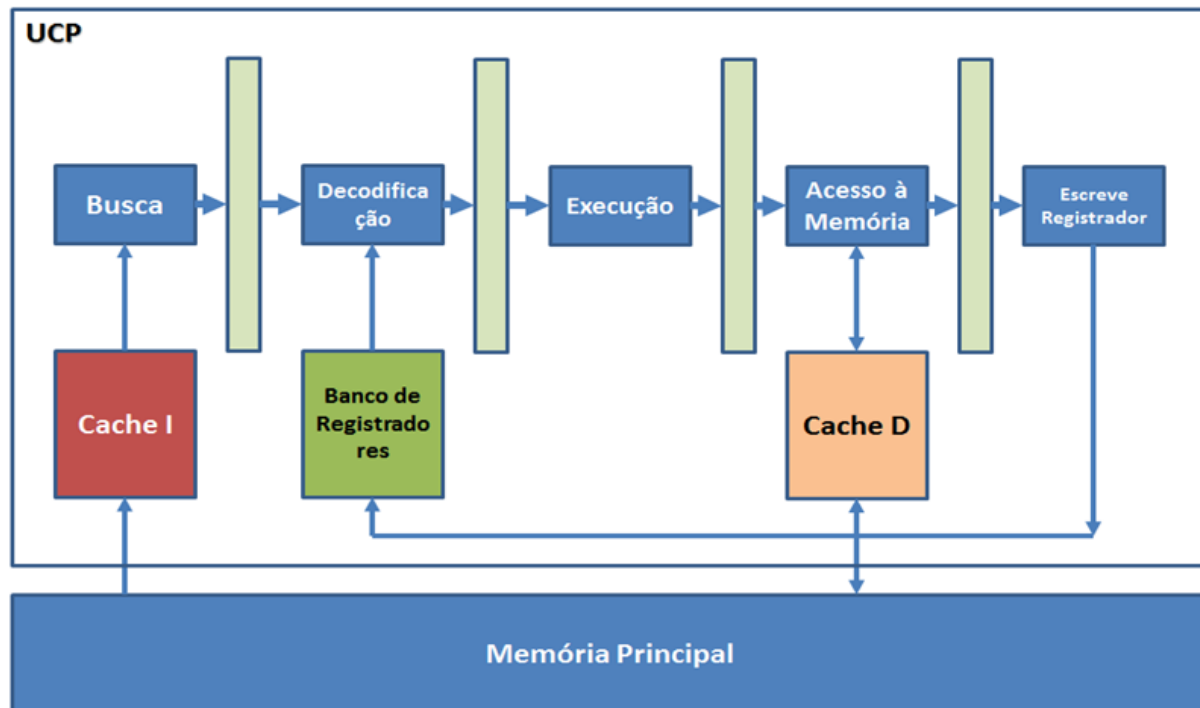 UCP
Busca
Decodifica
ção
Execução
Acesso à
Memória
Escreve
Registrador
Cache I
Banco de
Registrado
res
Cache D
Memória Principal